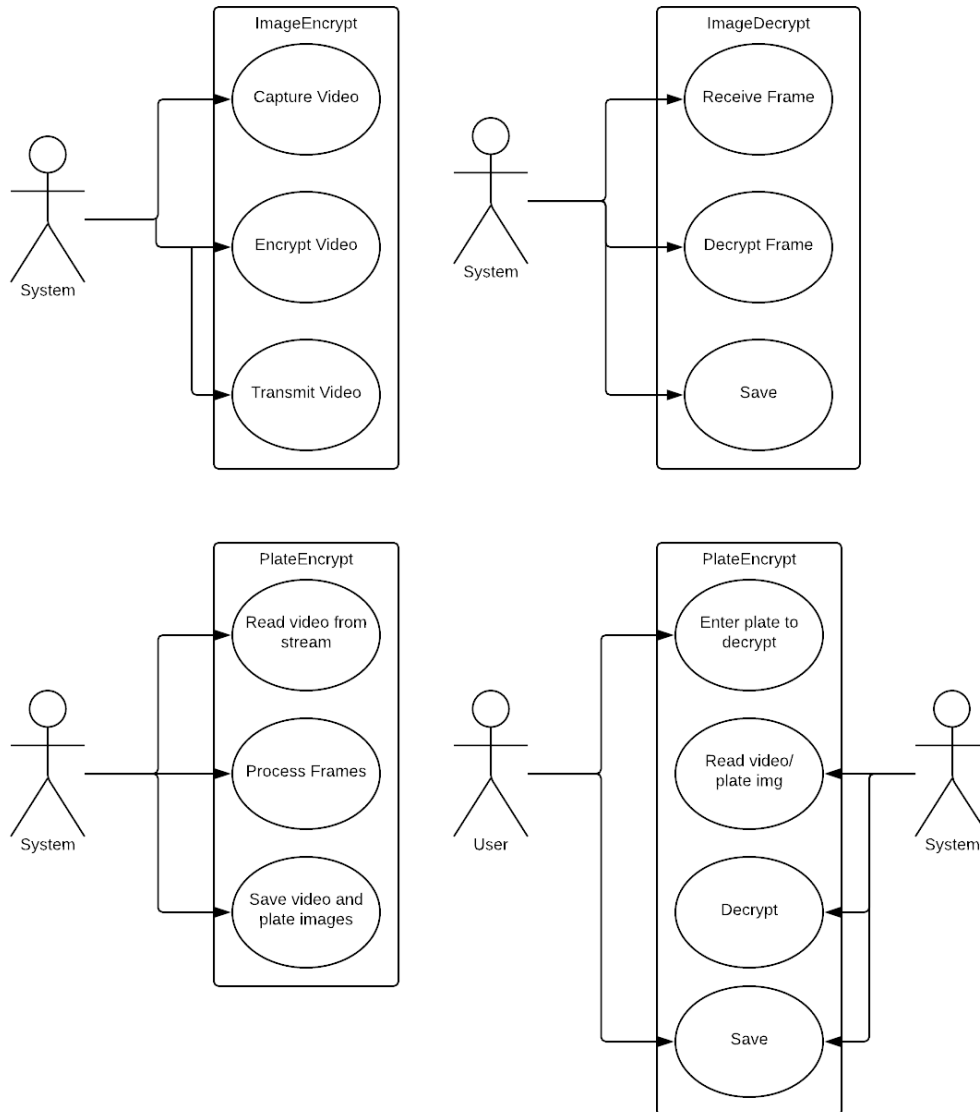 ImageEncrypt
Capture Video
Encrypt Video
Transmit Video
System
ImageDecrypt
Receive Frame
Decrypt Frame
Save
System
PlateEncrypt
Read video from
stream
Process Frames
Save video and
plate images
System
PlateEncrypt
Enter plate to
decrypt
Read video/
plate img
Decrypt
Save
User
System